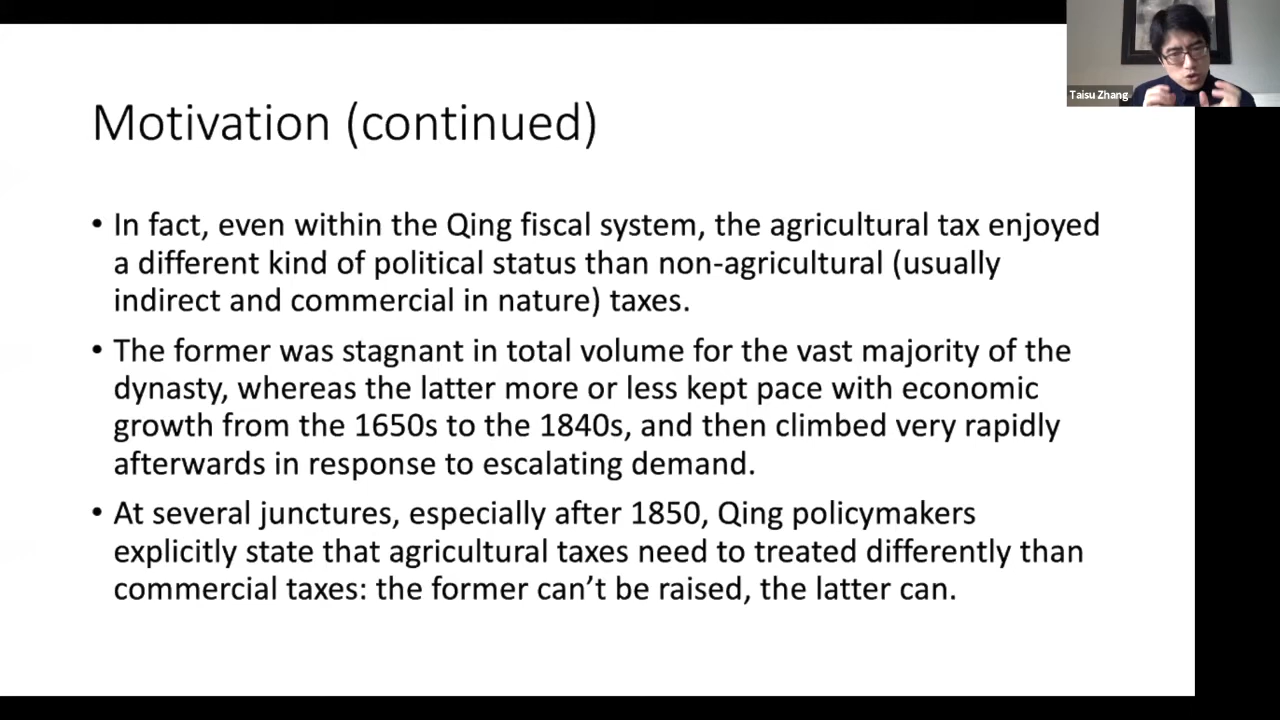 Taisu Zhang
Motivation (continued)
• In fact, even within the Qing fiscal system, the agricultural tax enjoyed
a different kind of political status than non-agricultural (usually
indirect and commercial in nature) taxes.
• The former was stagnant in total volume for the vast majority of the
dynasty, whereas the latter more or less kept pace with economic
growth from the 1650s to the 1840s, and then climbed very rapidly
afterwards in response to escalating demand.
• At several junctures, especially after 1850, Qing policymakers
explicitly state that agricultural taxes need to treated differently than
commercial taxes: the former can’t be raised, the latter can.